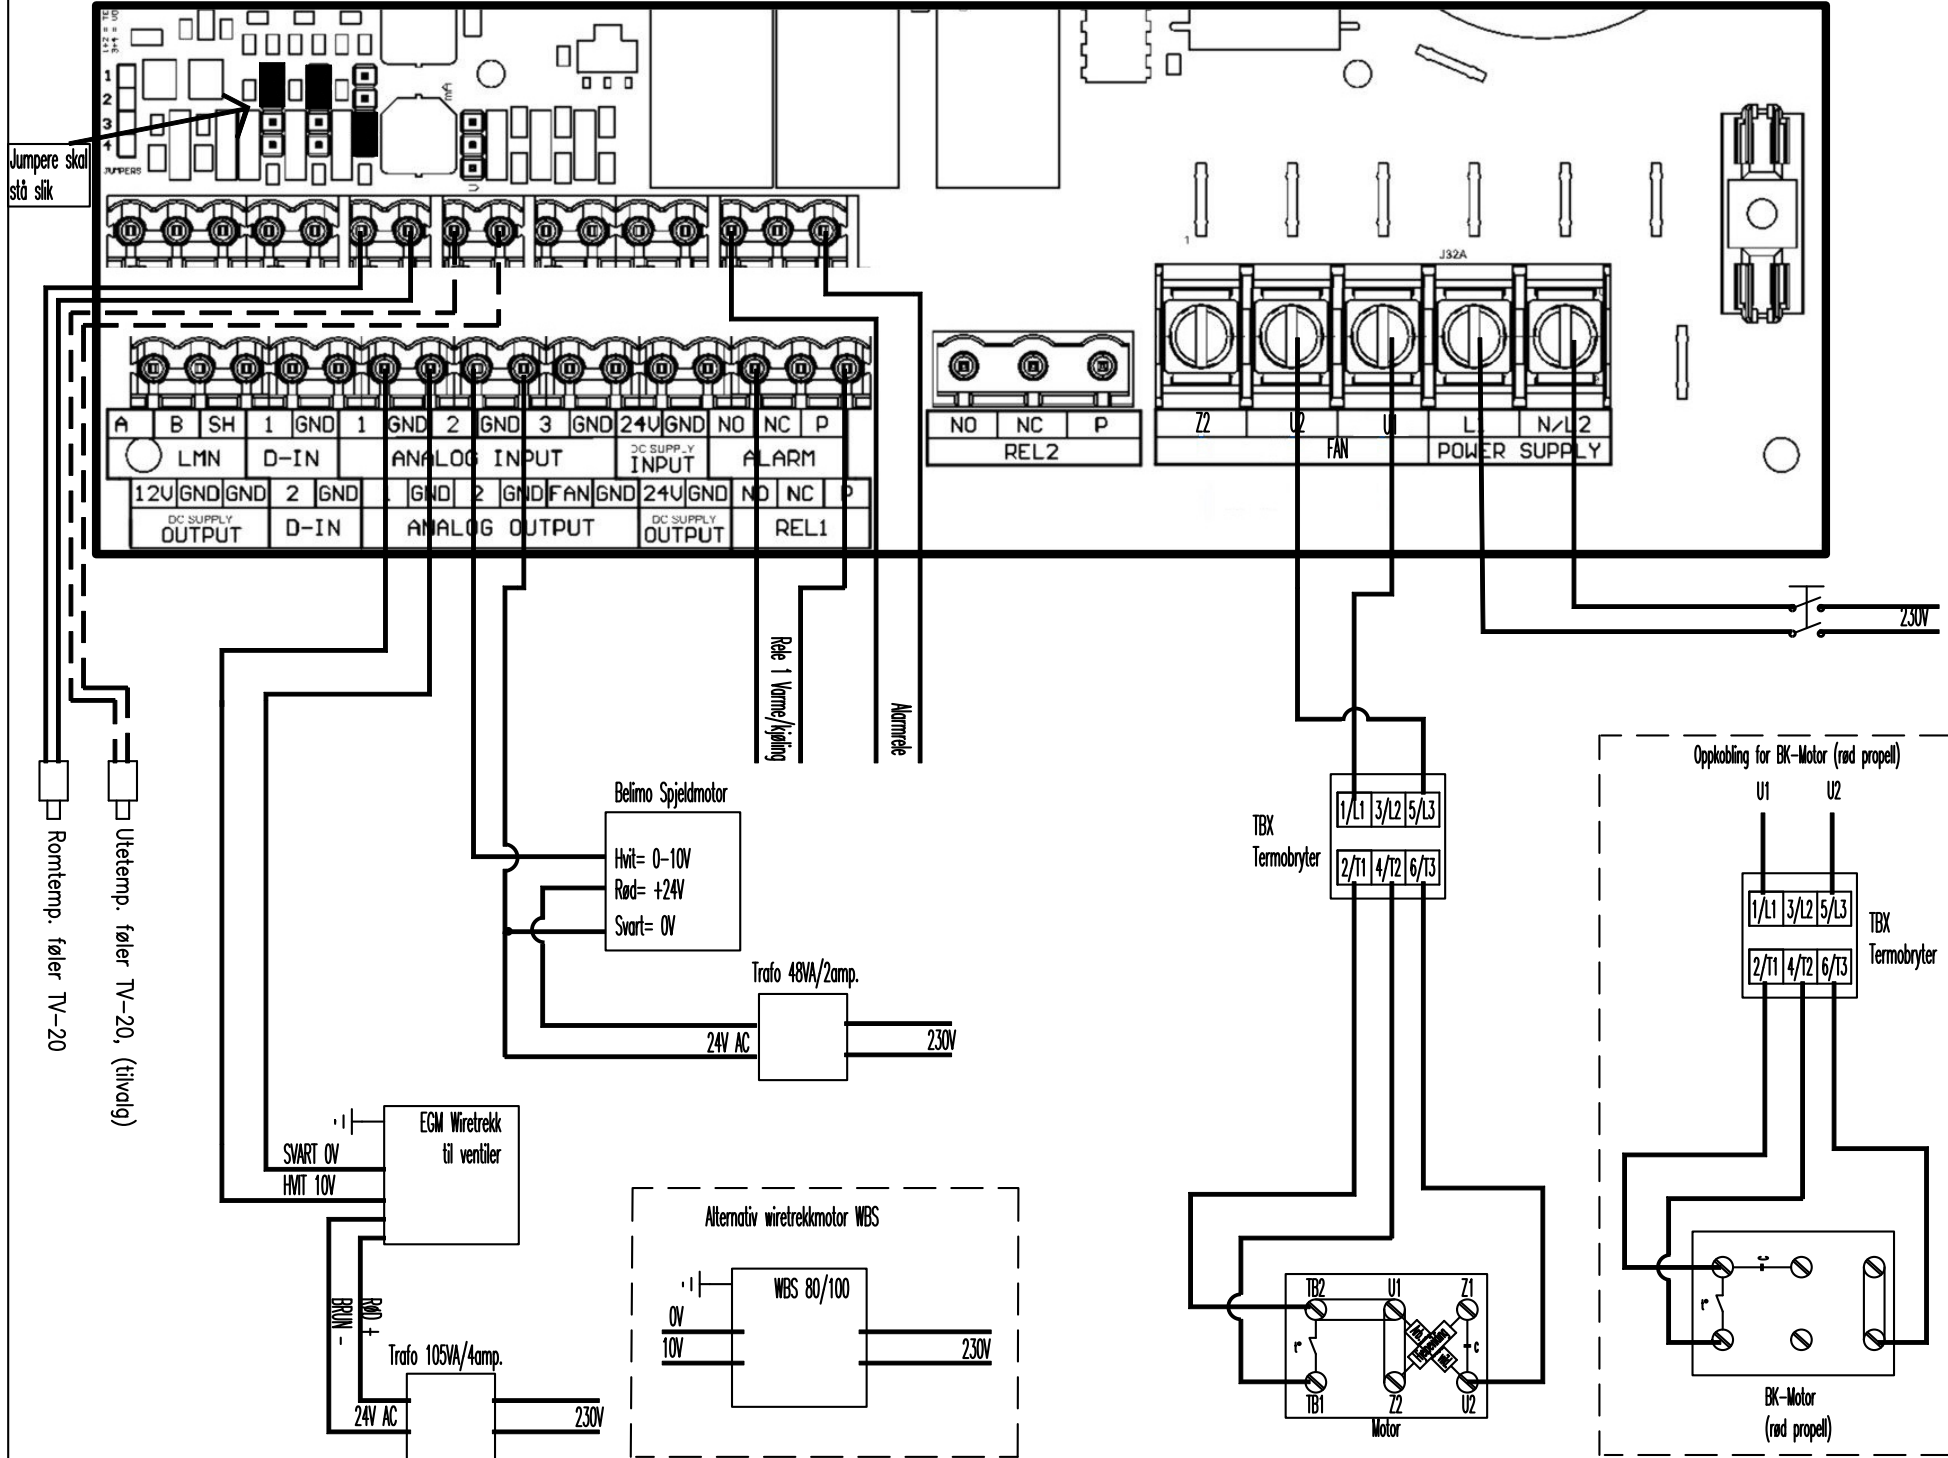 1
2
3
4
JUMPERS
Jumpere skal
stå slik
1
J32A
A B SH 1 GND 1 GND 2 GND 3 GND 24V GND NO NC P
LMN D-IN ANALOG INPUT DC SUPPLY INPUT ALARM
12V GND GND 2 GND 1 GND 2 GND FAN GND 24V GND NO NC P
DC SUPPLY OUTPUT D-IN ANALOG OUTPUT DC SUPPLY OUTPUT REL1
NO NC P
REL2
Z2 U2 U1 L1 N/L2
FAN POWER SUPPLY
230V
Rele 1 Varme/kjøling
Alarmrele
Romtemp. føler TV-20
Utetemp. føler TV-20, (tilvalg)
Belimo Spjeldmotor
Hvit= 0-10V
Rød= +24V
Svart= 0V
Trafo 48VA/2amp.
24V AC
230V
EGM Wiretrekk
til ventiler
SVART 0V
HVIT 10V
RØD +
BRUN -
Trafo 105VA/4amp.
24V AC
230V
Alternativ wiretrekkmotor WBS
WBS 80/100
0V
10V
230V
TBX
Termobryter
1/L1 3/L2 5/L3
2/T1 4/T2 6/T3
TB2 U1 Z1
r°
c
TB1 Z2 U2
Motor
Oppkobling for BK-Motor (rød propell)
U1 U2
1/L1 3/L2 5/L3
2/T1 4/T2 6/T3
TBX
Termobryter
c
r°
BK-Motor
(rød propell)